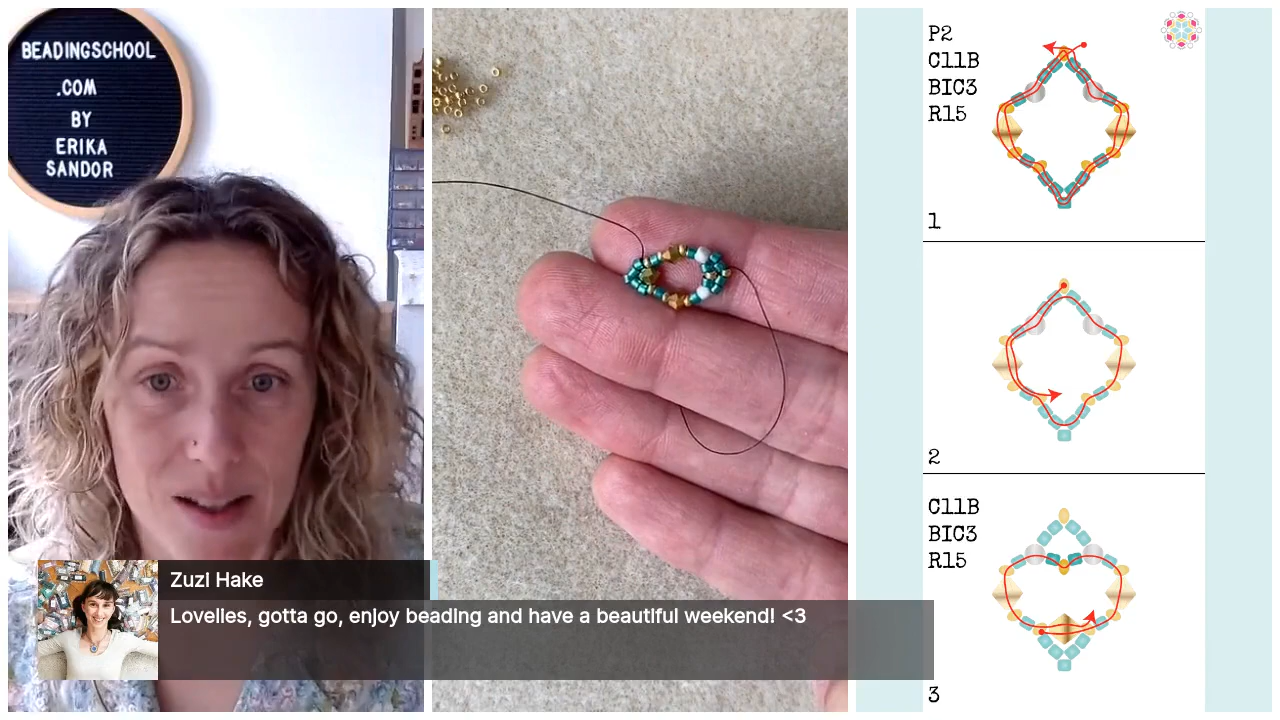 BEADINGSCHOOL
.COM
BY
ERIKA
SANDOR
P2
C11B
BIC3
R15
1
2
C11B
BIC3
R15
3
Zuzi Hake
Lovelies, gotta go, enjoy beading and have a beautiful weekend! <3